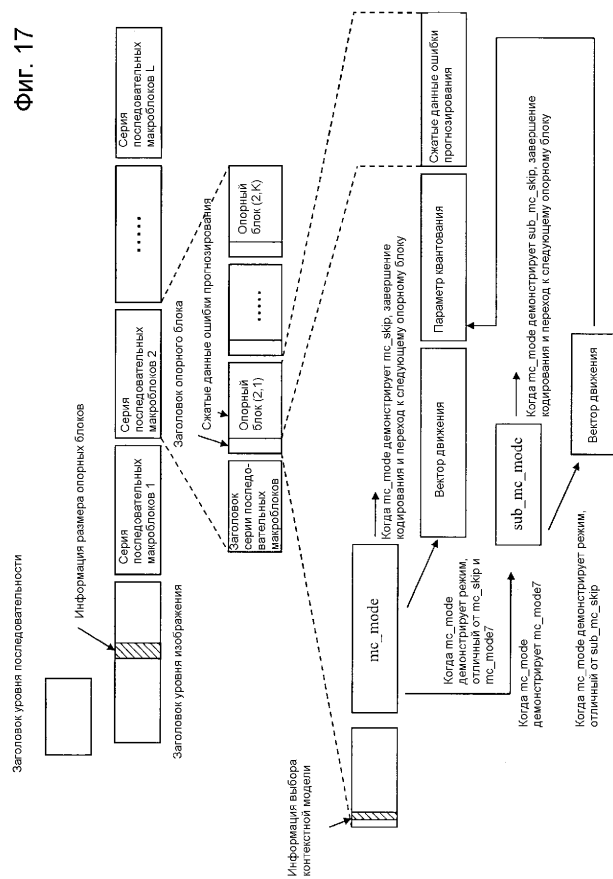 Фиг. 17
Заголовок уровня последовательности
Информация размера опорных блоков
Заголовок уровня изображения
Серия
последовательных
макроблоков 1
Серия
последовательных
макроблоков 2
.....
Серия
последовательных
макроблоков L
Заголовок опорного блока
Сжатые данные ошибки прогнозирования
Заголовок
серии последо-
вательных
макроблоков
Опорный
блок (2,1)
.....
Опорный
блок (2,K)
Информация выбора
контекстной модели
mc_mode
Когда mc_mode демонстрирует mc_skip, завершение
кодирования и переход к следующему опорному блоку
Вектор движения
Параметр квантования
Сжатые данные ошибки
прогнозирования
Когда mc_mode
демонстрирует режим,
отличный от mc_skip и
mc_mode7
Когда mc_mode
демонстрирует mc_mode7
sub_mc_mode
Когда mc_mode демонстрирует sub_mc_skip, завершение
кодирования и переход к следующему опорному блоку
Когда mc_mode демонстрирует режим,
отличный от sub_mc_skip
Вектор движения